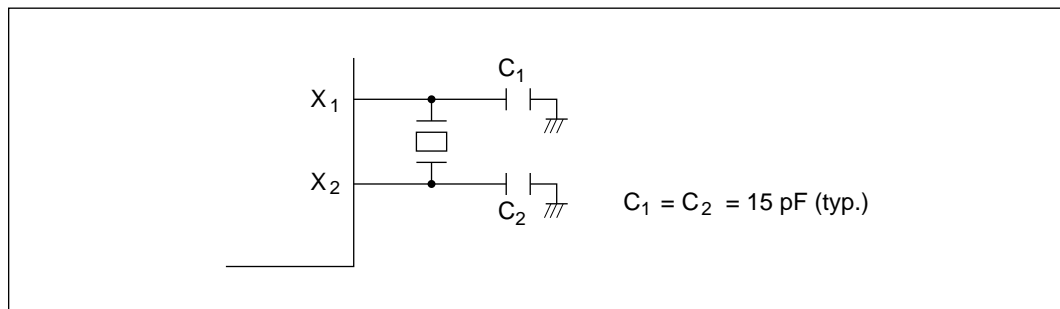 C1
X1
X2
C2
C1 = C2 = 15 pF (typ.)